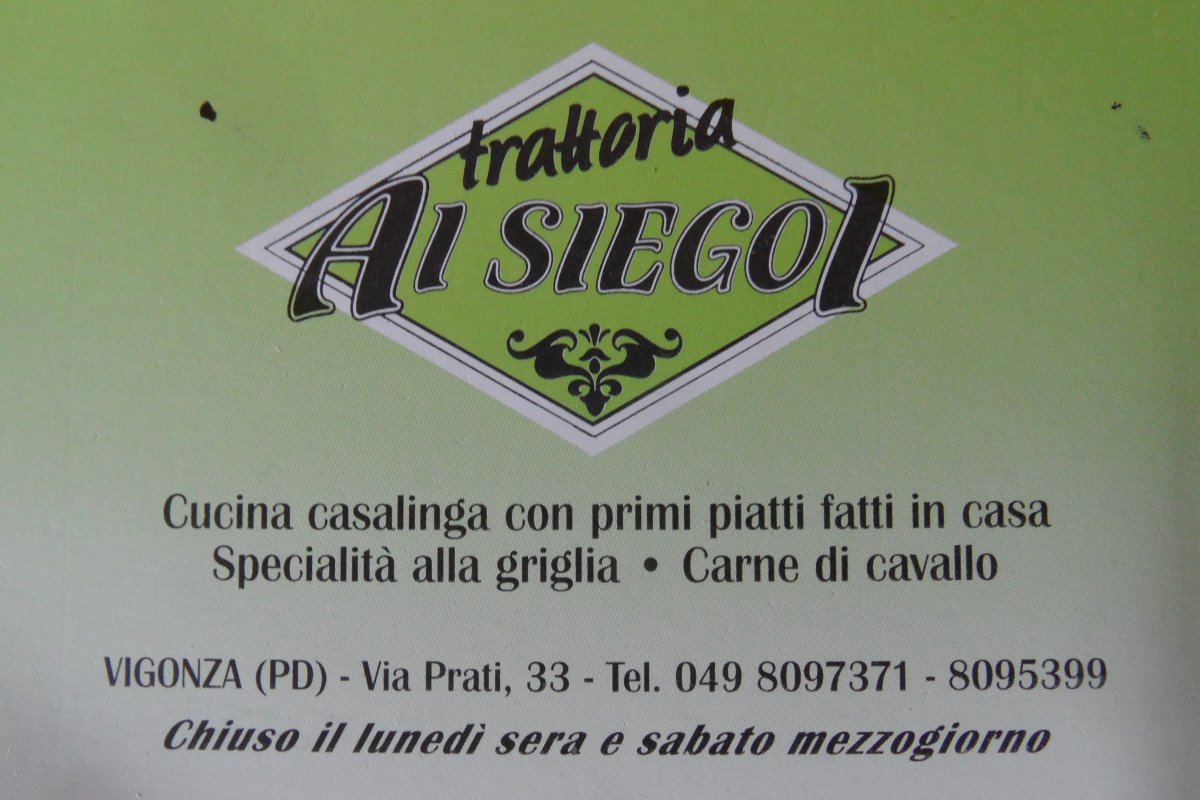 trattoria
AI SIEGOI
Cucina casalinga con primi piatti fatti in casa
Specialità alla griglia • Carne di cavallo
VIGONZA (PD) - Via Prati, 33 - Tel. 049 8097371 - 8095399
Chiuso il lunedì sera e sabato mezzogiorno